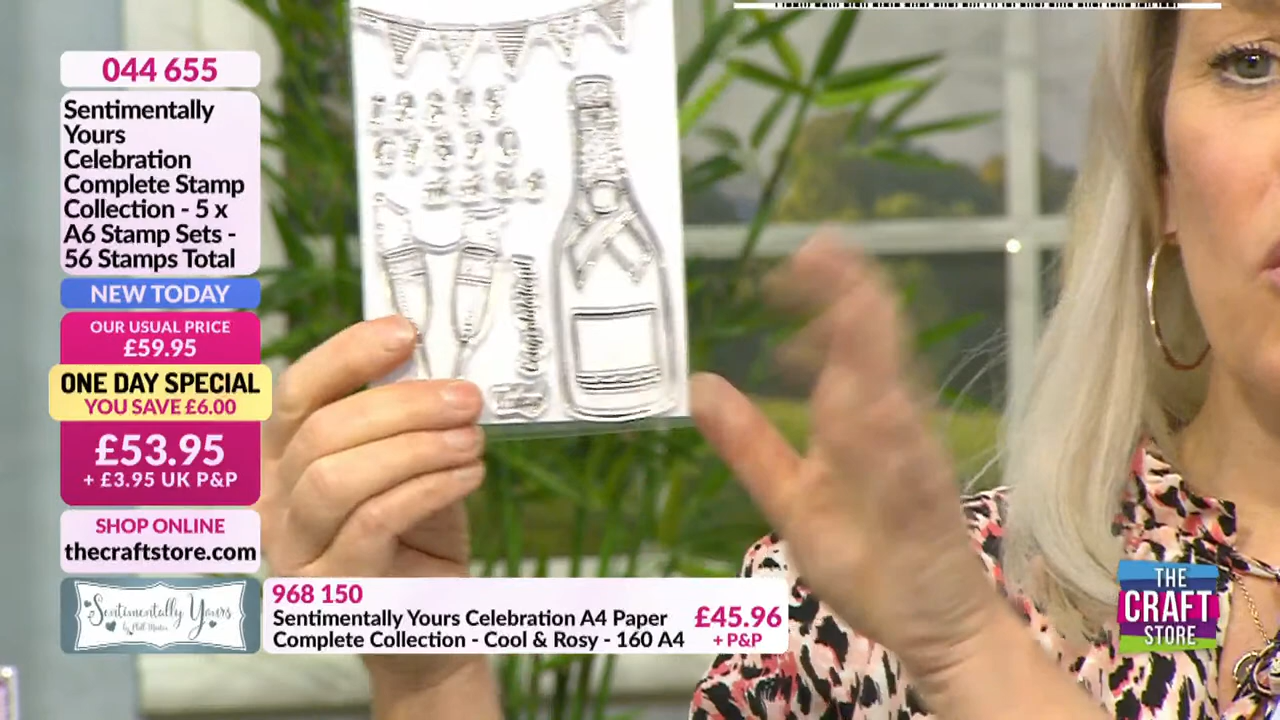 044 655
Sentimentally
Yours
Celebration
Complete Stamp
Collection - 5 x
A6 Stamp Sets -
56 Stamps Total
NEW TODAY
OUR USUAL PRICE
£59.95
ONE DAY SPECIAL
YOU SAVE £6.00
£53.95
+ £3.95 UK P&P
SHOP ONLINE
thecraftstore.com
Sentimentally Yours
by Phill Martin
968 150
Sentimentally Yours Celebration A4 Paper
Complete Collection - Cool & Rosy - 160 A4
£45.96
+ P&P
THE
CRAFT
STORE